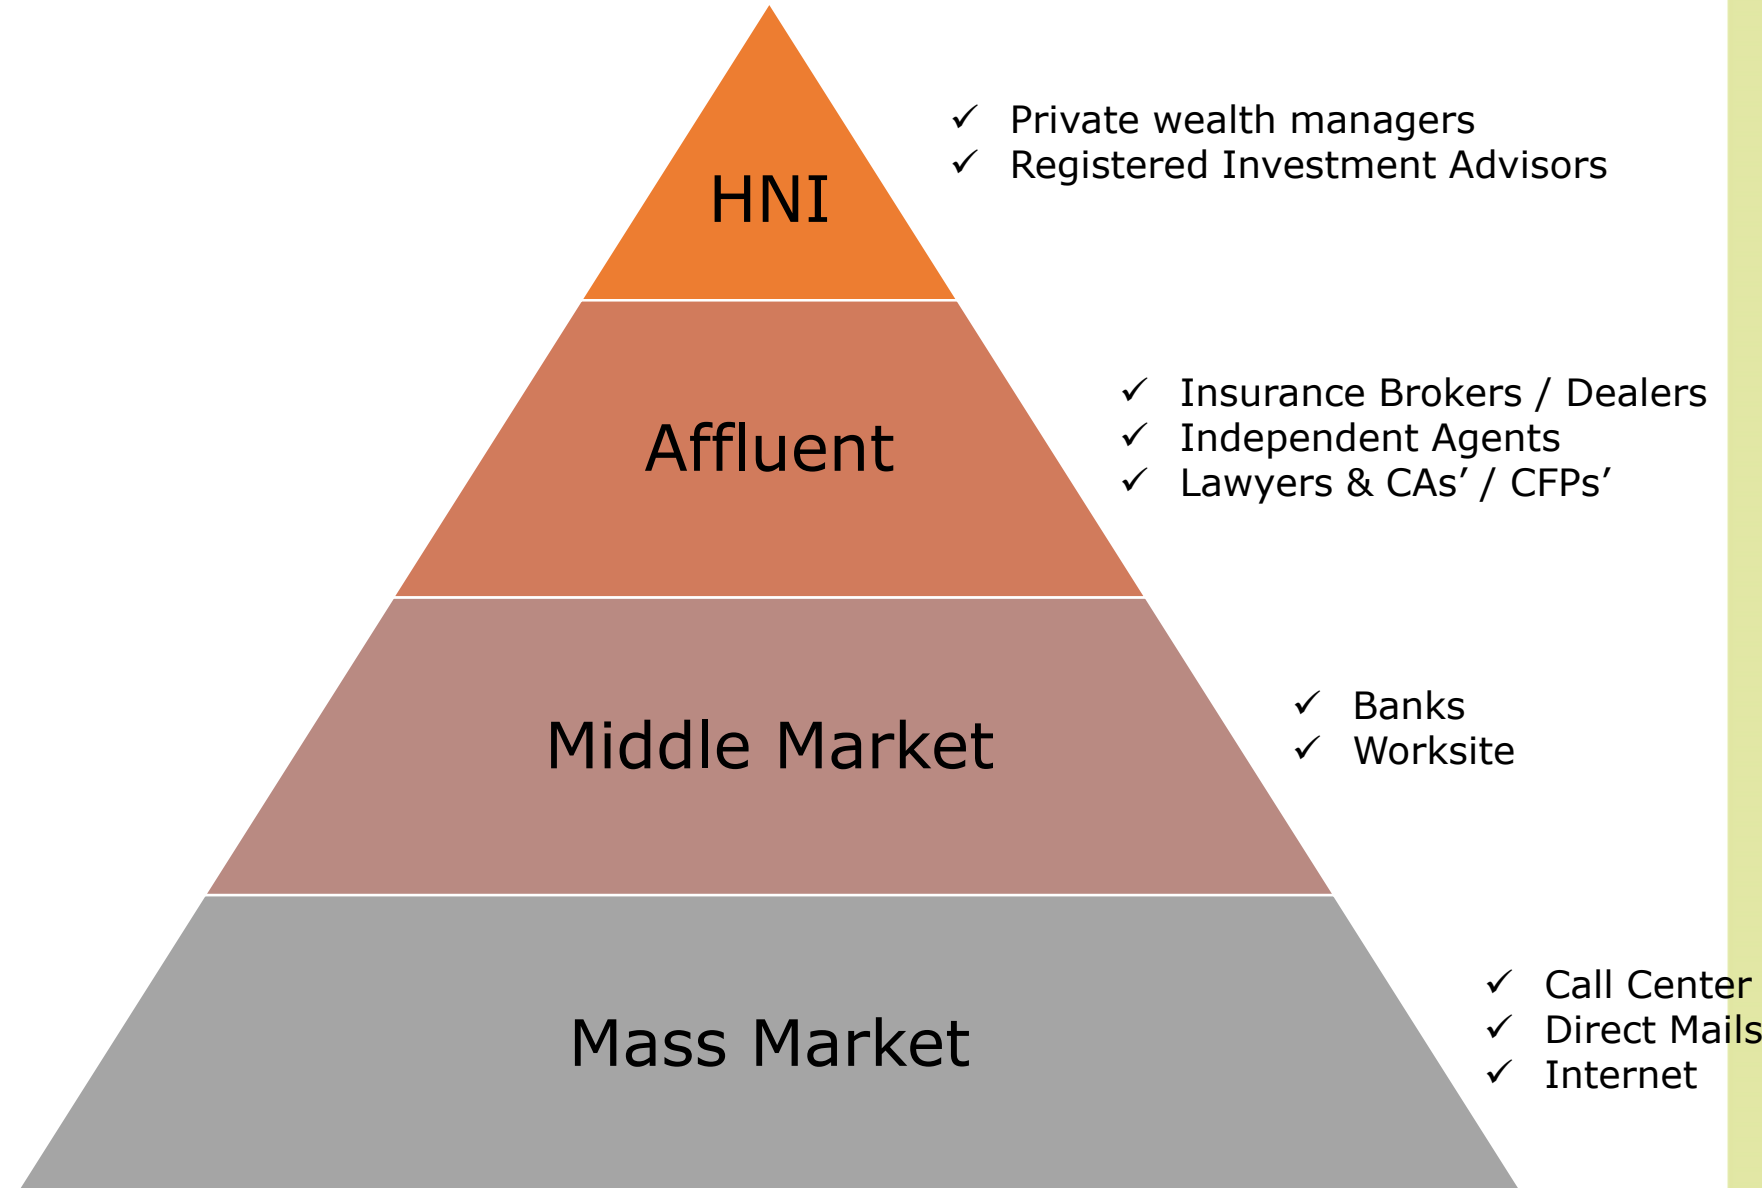 HNI
✓ Private wealth managers
✓ Registered Investment Advisors
Affluent
✓ Insurance Brokers / Dealers
✓ Independent Agents
✓ Lawyers & CAs’ / CFPs’
Middle Market
✓ Banks
✓ Worksite
Mass Market
✓ Call Center
✓ Direct Mails
✓ Internet